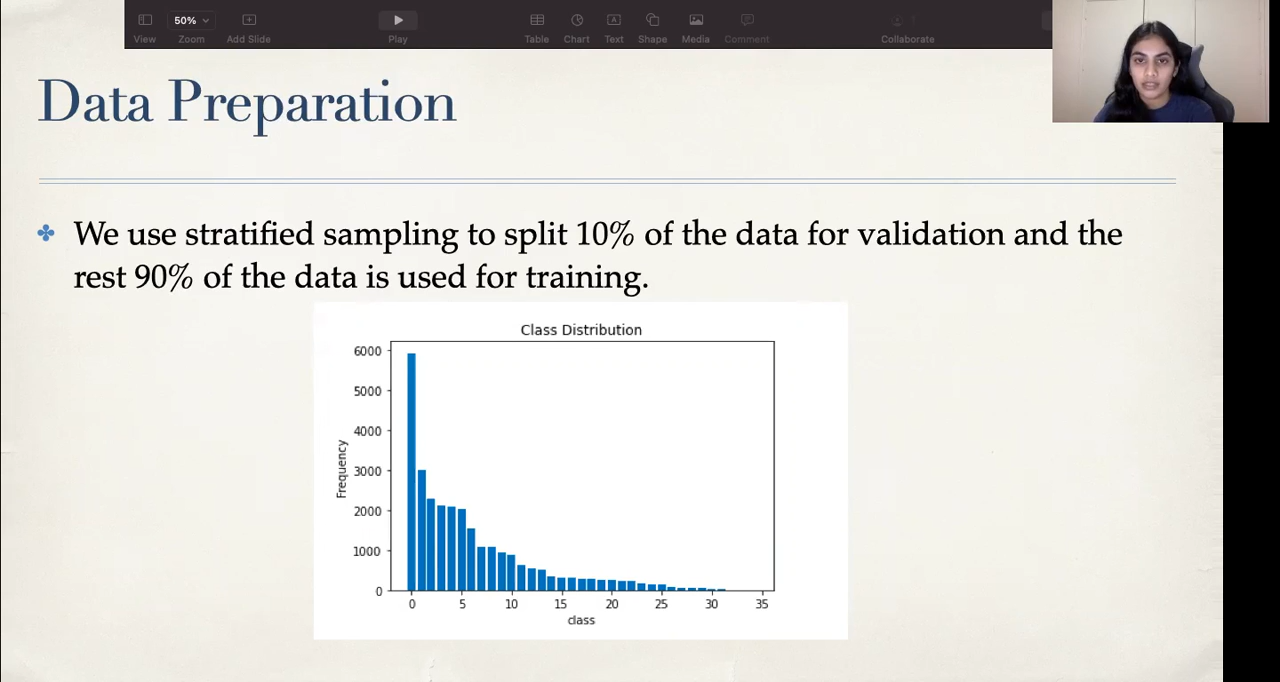 50%
View Zoom Add Slide Play Table Chart Text Shape Media Comment Collaborate
Data Preparation
We use stratified sampling to split 10% of the data for validation and the
rest 90% of the data is used for training.
Class Distribution
6000
5000
4000
3000
2000
1000
0
Frequency
0 5 10 15 20 25 30 35
class